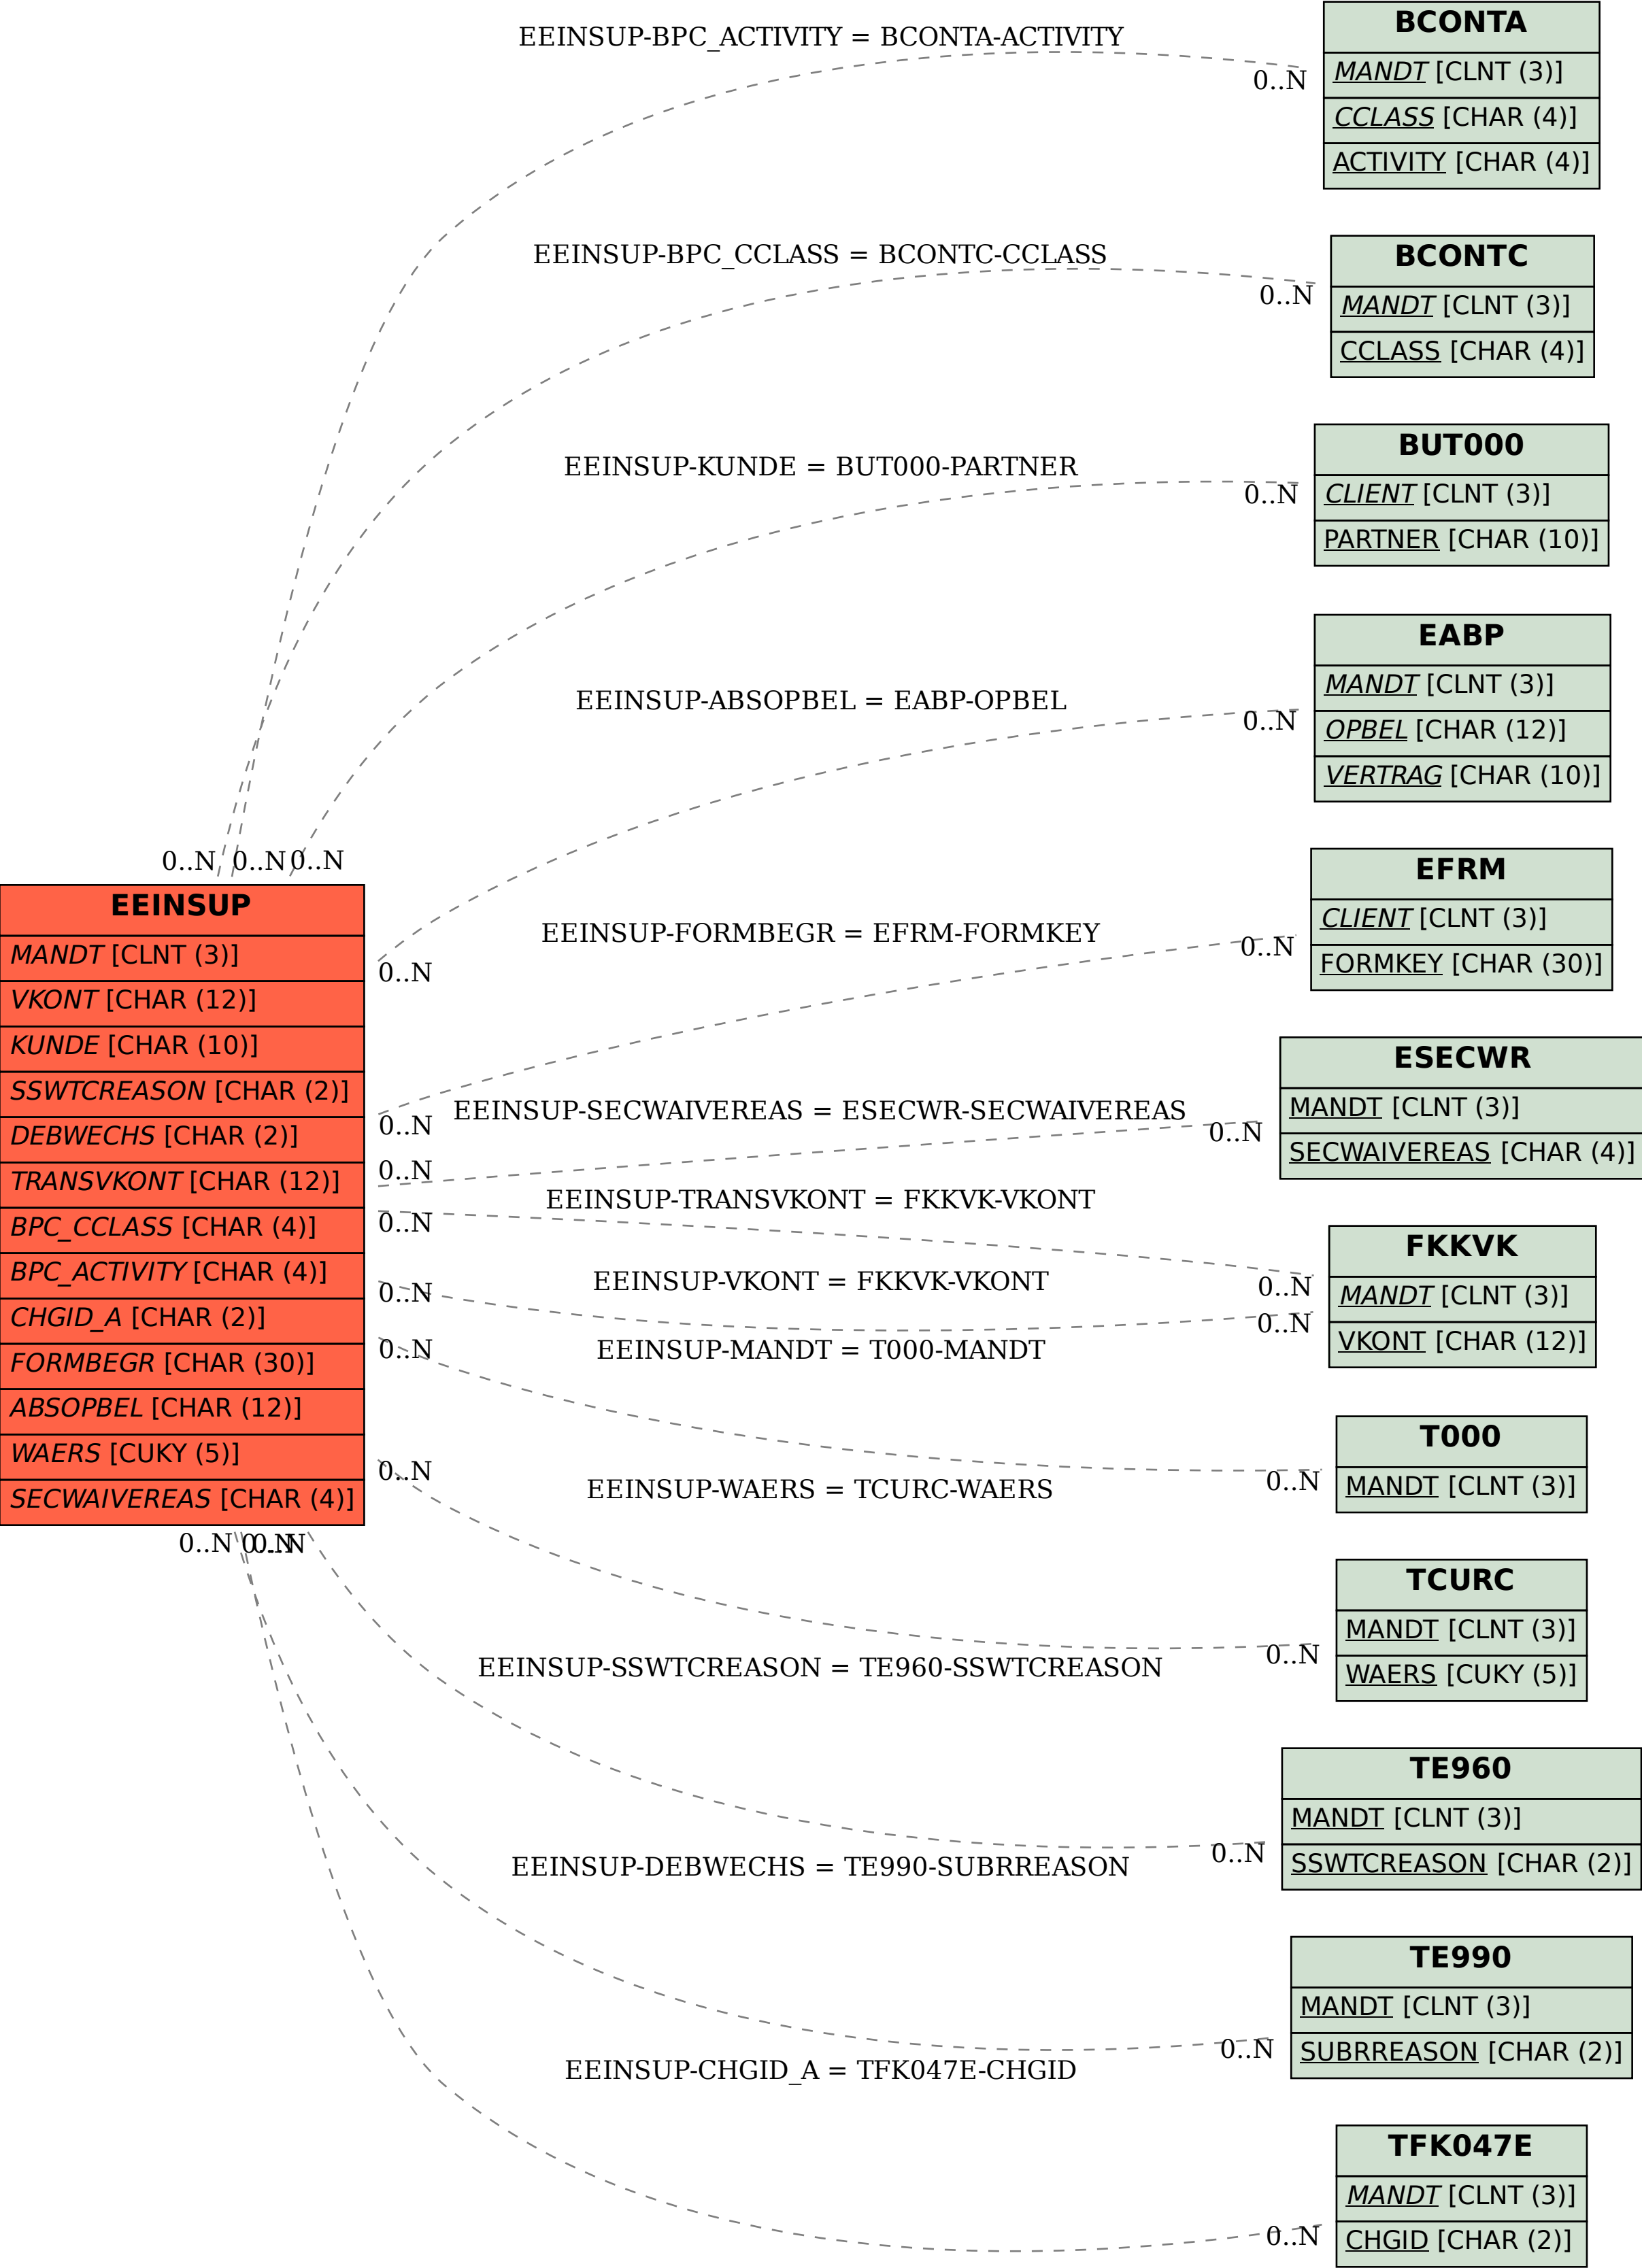 EEINSUP-BPC_ACTIVITY = BCONTA-ACTIVITY
0..N
BCONTA
MANDT [CLNT (3)]
CCLASS [CHAR (4)]
ACTIVITY [CHAR (4)]
EEINSUP-BPC_CCLASS = BCONTC-CCLASS
0..N
BCONTC
MANDT [CLNT (3)]
CCLASS [CHAR (4)]
EEINSUP-KUNDE = BUT000-PARTNER
0..N
BUT000
CLIENT [CLNT (3)]
PARTNER [CHAR (10)]
EEINSUP-ABSOPBEL = EABP-OPBEL
0..N
EABP
MANDT [CLNT (3)]
OPBEL [CHAR (12)]
VERTRAG [CHAR (10)]
0..N
0..N
0..N
EEINSUP
MANDT [CLNT (3)]
VKONT [CHAR (12)]
KUNDE [CHAR (10)]
SSWTCREASON [CHAR (2)]
DEBWECHS [CHAR (2)]
TRANSVKONT [CHAR (12)]
BPC_CCLASS [CHAR (4)]
BPC_ACTIVITY [CHAR (4)]
CHGID_A [CHAR (2)]
FORMBEGR [CHAR (30)]
ABSOPBEL [CHAR (12)]
WAERS [CUKY (5)]
SECWAIVEREAS [CHAR (4)]
0..N
0..N
0..N
0..N
0..N
0..N
0..N
0..N
0..N
0..N
EEINSUP-FORMBEGR = EFRM-FORMKEY
0..N
EFRM
CLIENT [CLNT (3)]
FORMKEY [CHAR (30)]
EEINSUP-SECWAIVEREAS = ESECWR-SECWAIVEREAS
0..N
ESECWR
MANDT [CLNT (3)]
SECWAIVEREAS [CHAR (4)]
EEINSUP-TRANSVKONT = FKKVK-VKONT
EEINSUP-VKONT = FKKVK-VKONT
0..N
0..N
FKKVK
MANDT [CLNT (3)]
VKONT [CHAR (12)]
EEINSUP-MANDT = T000-MANDT
0..N
T000
MANDT [CLNT (3)]
EEINSUP-WAERS = TCURC-WAERS
0..N
TCURC
MANDT [CLNT (3)]
WAERS [CUKY (5)]
EEINSUP-SSWTCREASON = TE960-SSWTCREASON
0..N
TE960
MANDT [CLNT (3)]
SSWTCREASON [CHAR (2)]
EEINSUP-DEBWECHS = TE990-SUBRREASON
0..N
TE990
MANDT [CLNT (3)]
SUBRREASON [CHAR (2)]
EEINSUP-CHGID_A = TFK047E-CHGID
0..N
TFK047E
MANDT [CLNT (3)]
CHGID [CHAR (2)]